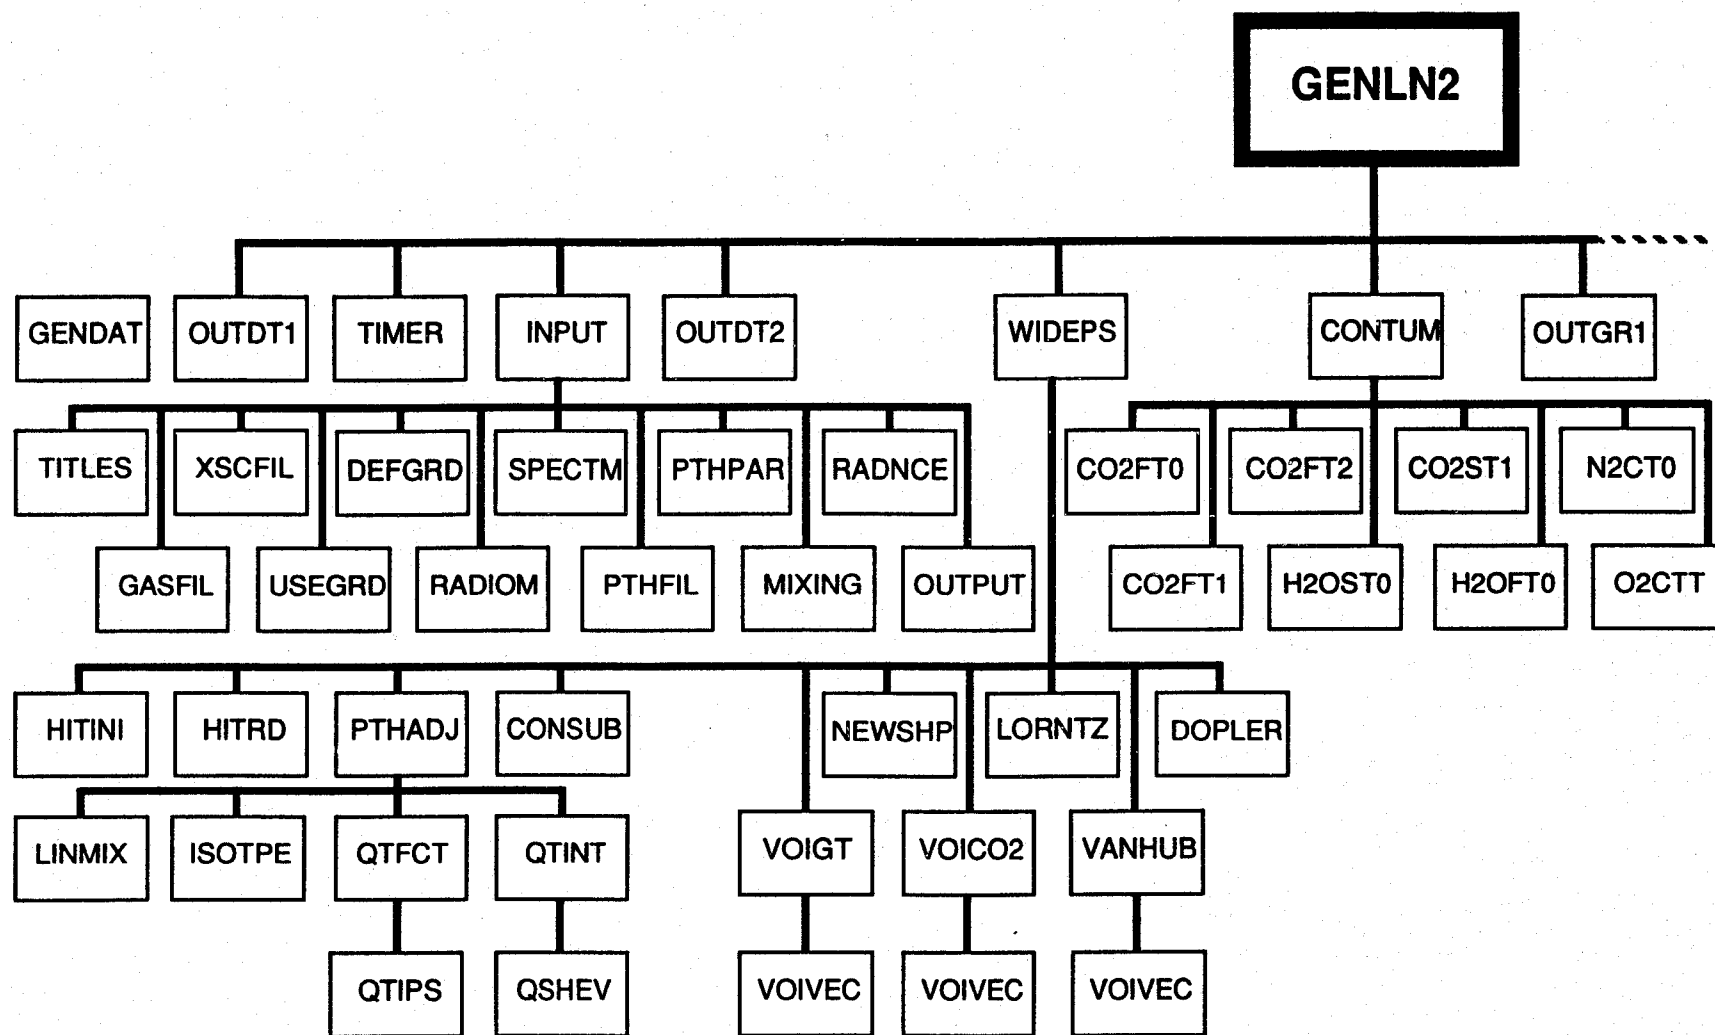 GENLN2
GENDAT OUTDT1 TIMER INPUT OUTDT2 WIDEPS CONTUM OUTGR1
TITLES XSCFIL DEFGRD SPECTM PTHPAR RADNCE CO2FT0 CO2FT2 CO2ST1 N2CT0
GASFIL USEGRD RADIOM PTHFIL MIXING OUTPUT CO2FT1 H2OST0 H2OFT0 O2CTT
HITINI HITRD PTHADJ CONSUB NEWSHP LORNTZ DOPLER
LINMIX ISOTPE QTFCT QTINT VOIGT VOICO2 VANHUB
QTIPS QSHEV VOIVEC VOIVEC VOIVEC